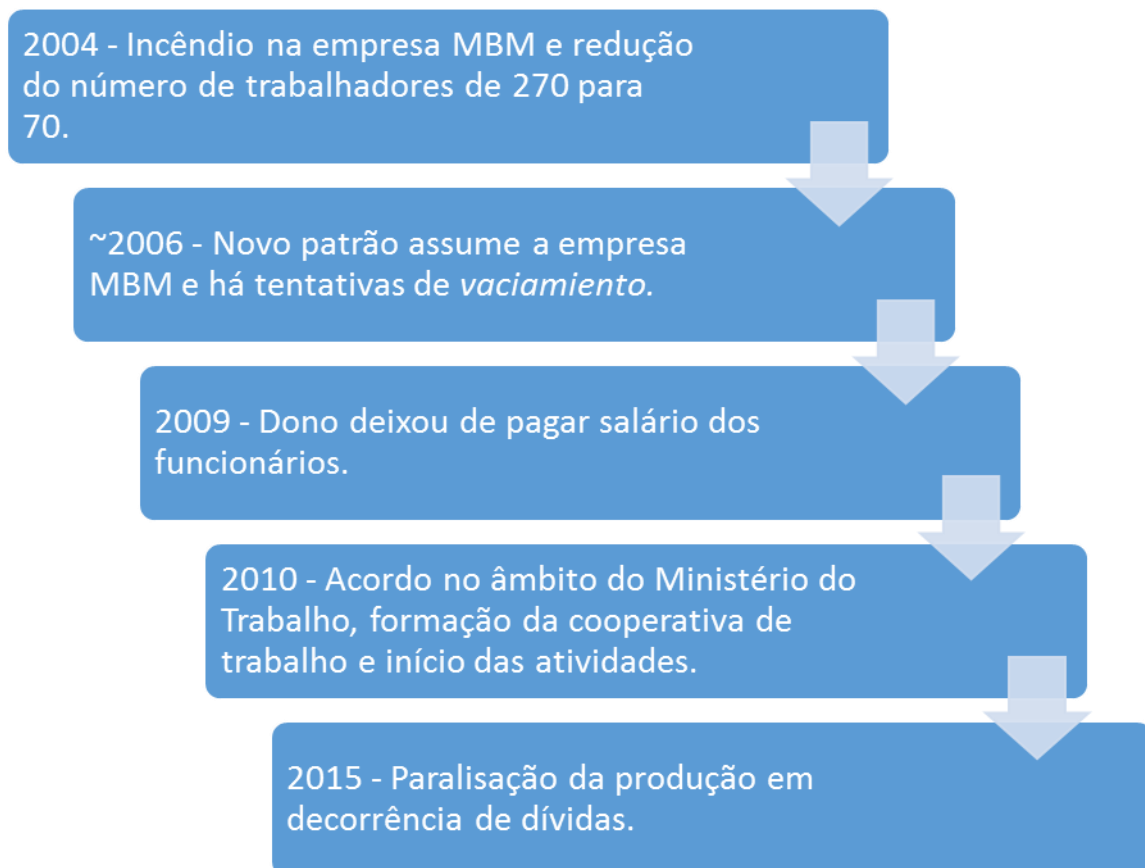 2004 - Incêndio na empresa MBM e redução
do número de trabalhadores de 270 para
70.
~2006 - Novo patrão assume a empresa
MBM e há tentativas de vaciamiento.
2009 - Dono deixou de pagar salário dos
funcionários.
2010 - Acordo no âmbito do Ministério do
Trabalho, formação da cooperativa de
trabalho e início das atividades.
2015 - Paralisação da produção em
decorrência de dívidas.